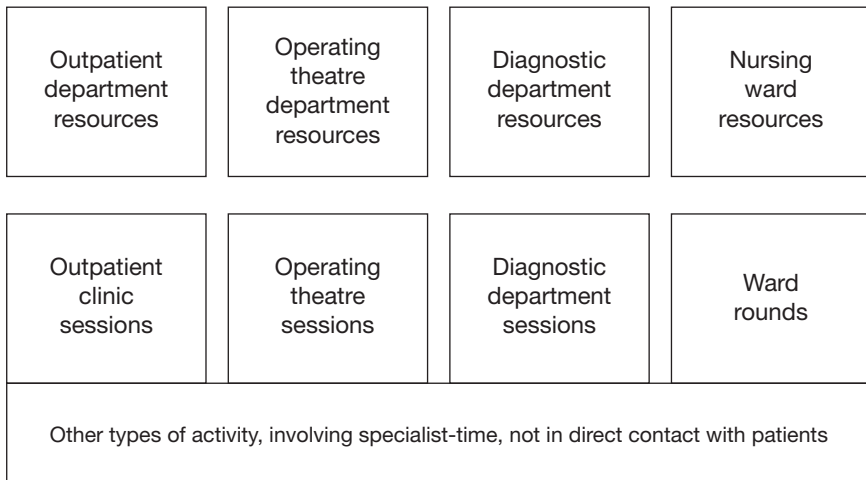 Outpatient
department
resources
Operating
theatre
department
resources
Diagnostic
department
resources
Nursing
ward
resources
Outpatient
clinic
sessions
Operating
theatre
sessions
Diagnostic
department
sessions
Ward
rounds
Other types of activity, involving specialist-time, not in direct contact with patients